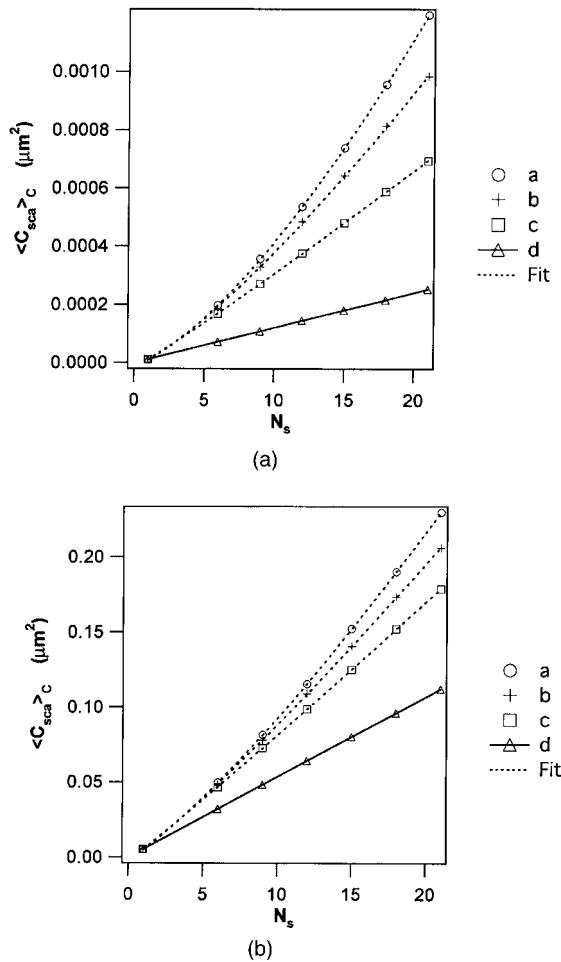 0.0010
0.0008
0.0006
0.0004
0.0002
0.0000
<C_sca>_C (μm²)
0 5 10 15 20
N_s
a
b
c
d
Fit
(a)
0.20
0.15
0.10
0.05
0.00
<C_sca>_C (μm²)
0 5 10 15 20
N_s
a
b
c
d
Fit
(b)